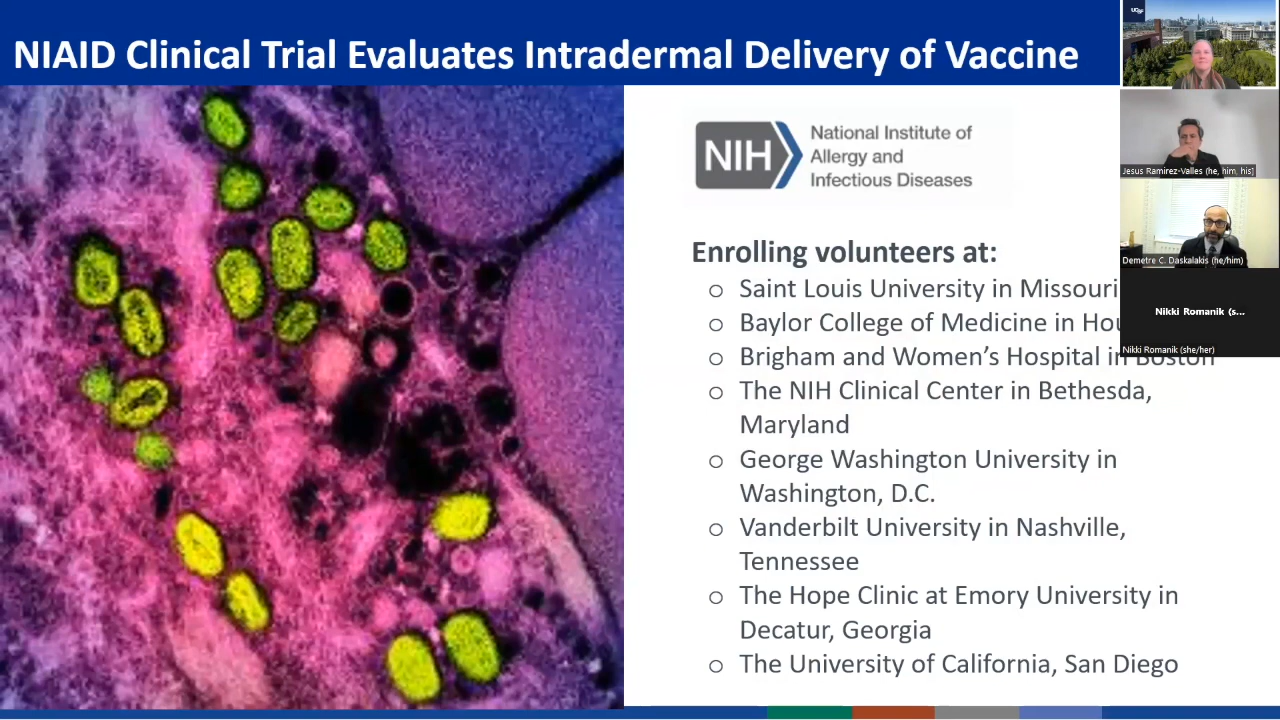 NIAID Clinical Trial Evaluates Intradermal Delivery of Vaccine
UCSF
NIH
National Institute of
Allergy and
Infectious Diseases
Jesus Ramirez-Valles (he, him, his)
Demetre C. Daskalakis (he/him)
Nikki Romanik (s...
Nikki Romanik (she/her)
Enrolling volunteers at:
o Saint Louis University in Missouri
o Baylor College of Medicine in
o Brigham and Women’s Hospital in Boston
o The NIH Clinical Center in Bethesda,
Maryland
o George Washington University in
Washington, D.C.
o Vanderbilt University in Nashville,
Tennessee
o The Hope Clinic at Emory University in
Decatur, Georgia
o The University of California, San Diego